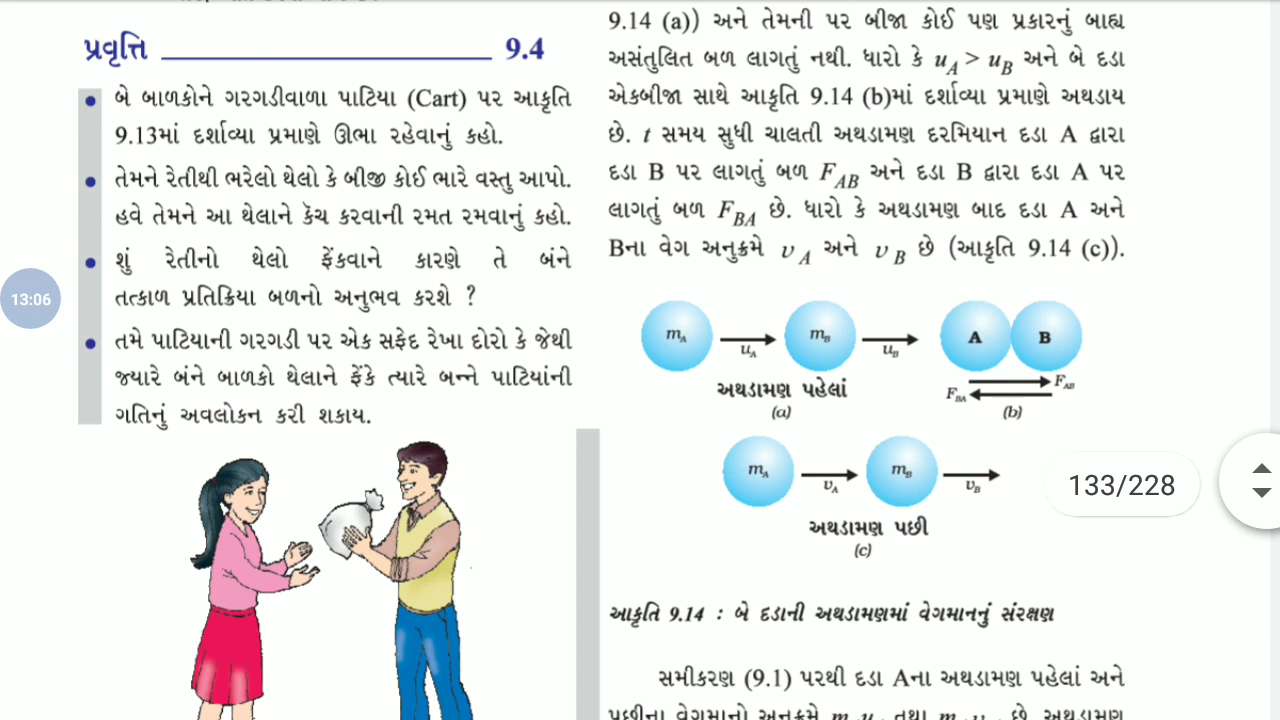 પ્રવૃત્તિ 9.4
• બે બાળકોને ગરગડીવાળા પાટિયા (Cart) પર આકૃતિ
9.13માં દર્શાવ્યા પ્રમાણે ઊભા રહેવાનું કહો.
• તેમને રેતીથી ભરેલો થેલો કે બીજી કોઈ ભારે વસ્તુ આપો.
હવે તેમને આ થેલાને કૅચ કરવાની રમત રમવાનું કહો.
• શું રેતીનો થેલો ફેંકવાને કારણે તે બંને
તત્કાળ પ્રતિક્રિયા બળનો અનુભવ કરશે ?
• તમે પાટિયાની ગરગડી પર એક સફેદ રેખા દોરો કે જેથી
જ્યારે બંને બાળકો થેલાને ફેંકે ત્યારે બન્ને પાટિયાંની
ગતિનું અવલોકન કરી શકાય.
13:06
9.14 (a)) અને તેમની પર બીજા કોઈ પણ પ્રકારનું બાહ્ય
અસંતુલિત બળ લાગતું નથી. ધારો કે u_A > u_B અને બે દડા
એકબીજા સાથે આકૃતિ 9.14 (b)માં દર્શાવ્યા પ્રમાણે અથડાય
છે. t સમય સુધી ચાલતી અથડામણ દરમિયાન દડા A દ્વારા
દડા B પર લાગતું બળ F_AB અને દડા B દ્વારા દડા A પર
લાગતું બળ F_BA છે. ધારો કે અથડામણ બાદ દડા A અને
Bના વેગ અનુક્રમે v_A અને v_B છે (આકૃતિ 9.14 (c)).
m_A u_A m_B u_B
અથડામણ પહેલાં
(a)
A B
F_AB
F_BA
(b)
m_A v_A m_B v_B
અથડામણ પછી
(c)
133/228
આકૃતિ 9.14 : બે દડાની અથડામણમાં વેગમાનનું સંરક્ષણ
સમીકરણ (9.1) પરથી દડા Aના અથડામણ પહેલાં અને